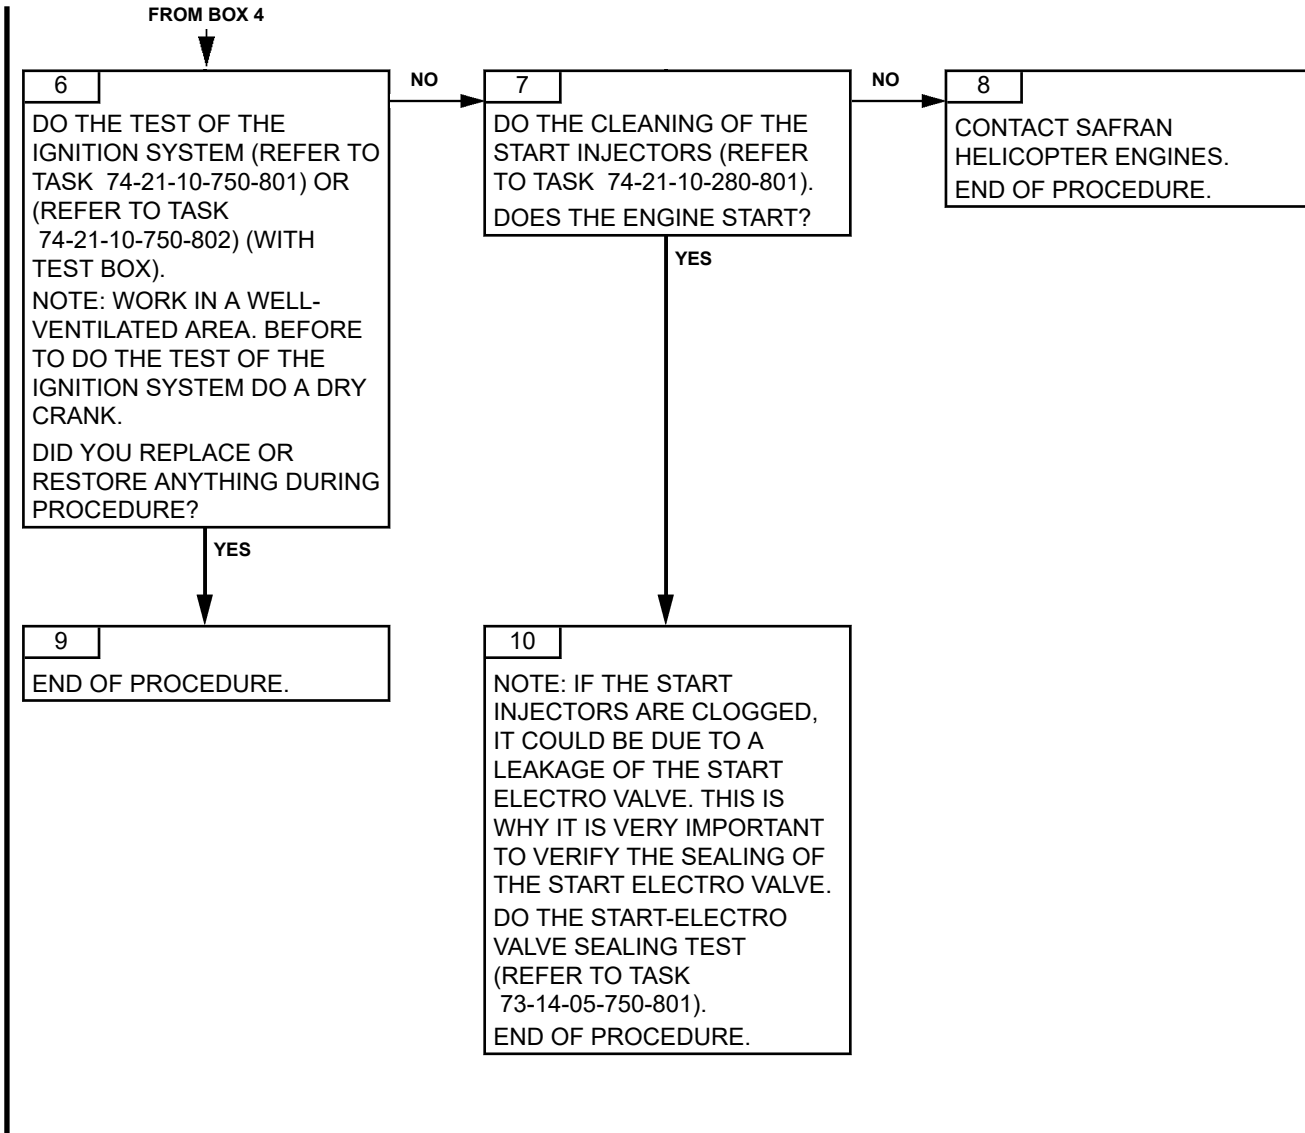 FROM BOX 4
6
DO THE TEST OF THE
IGNITION SYSTEM (REFER TO
TASK 74-21-10-750-801) OR
(REFER TO TASK
74-21-10-750-802) (WITH
TEST BOX).
NOTE: WORK IN A WELL-
VENTILATED AREA. BEFORE
TO DO THE TEST OF THE
IGNITION SYSTEM DO A DRY
CRANK.
DID YOU REPLACE OR
RESTORE ANYTHING DURING
PROCEDURE?
NO
7
DO THE CLEANING OF THE
START INJECTORS (REFER
TO TASK 74-21-10-280-801).
DOES THE ENGINE START?
NO
8
CONTACT SAFRAN
HELICOPTER ENGINES.
END OF PROCEDURE.
YES
YES
9
END OF PROCEDURE.
10
NOTE: IF THE START
INJECTORS ARE CLOGGED,
IT COULD BE DUE TO A
LEAKAGE OF THE START
ELECTRO VALVE. THIS IS
WHY IT IS VERY IMPORTANT
TO VERIFY THE SEALING OF
THE START ELECTRO VALVE.
DO THE START-ELECTRO
VALVE SEALING TEST
(REFER TO TASK
73-14-05-750-801).
END OF PROCEDURE.